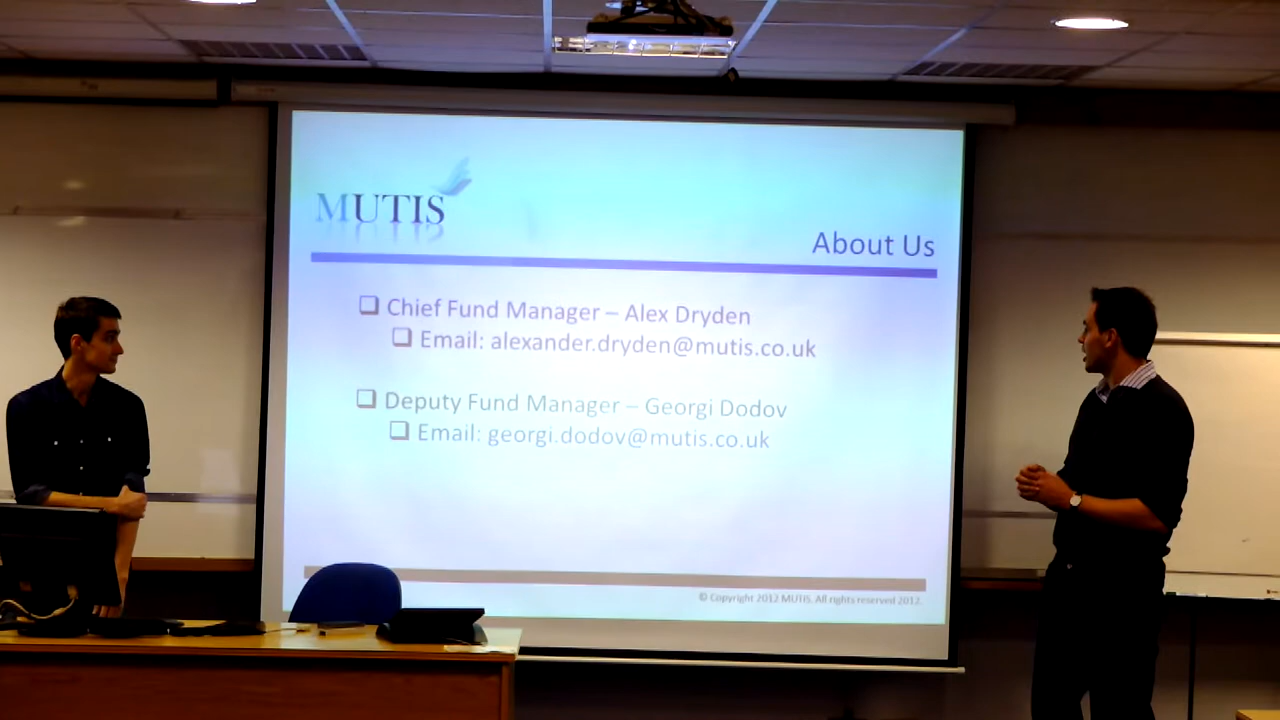 MUTIS
About Us
Chief Fund Manager – Alex Dryden
Email: alexander.dryden@mutis.co.uk
Deputy Fund Manager – Georgi Dodov
Email: georgi.dodov@mutis.co.uk
© Copyright 2012 MUTIS. All rights reserved 2012.